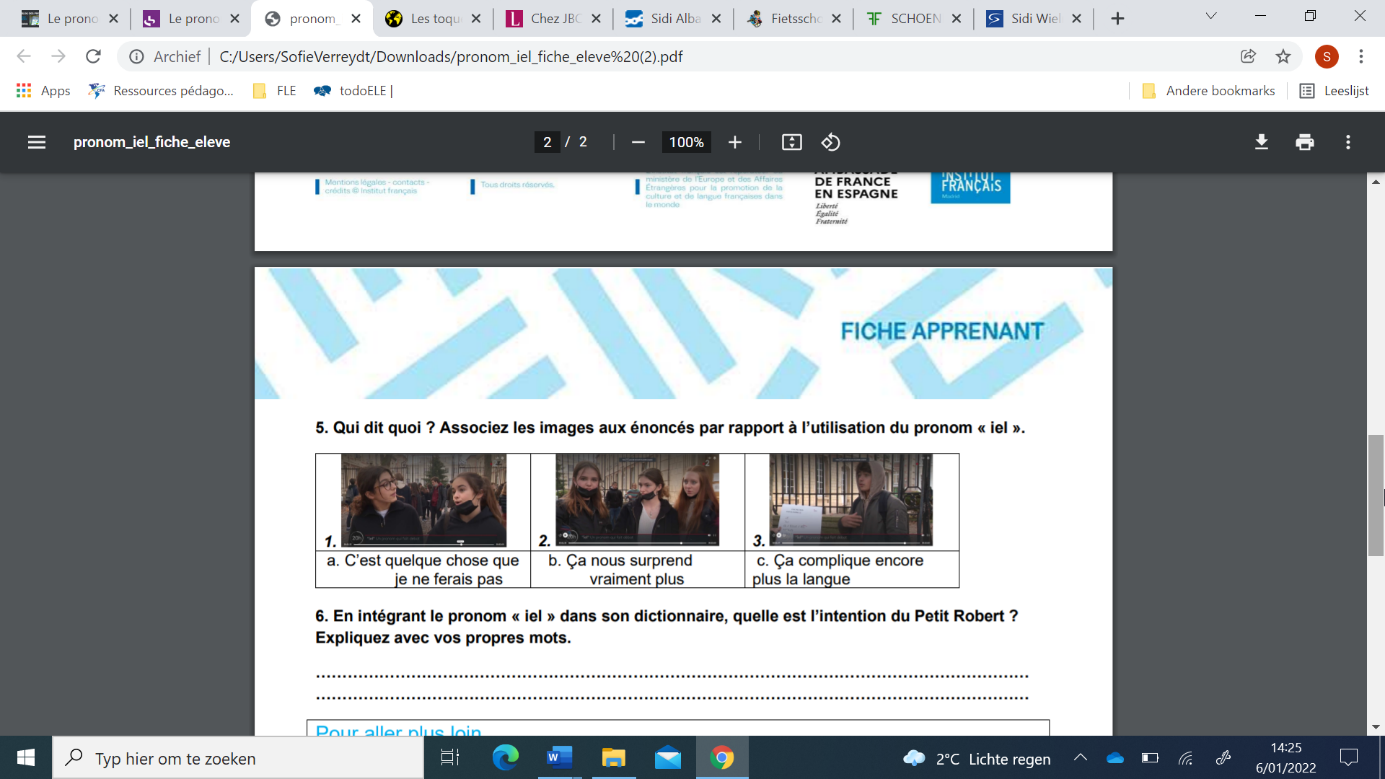 Le prono
Le prono
pronom_
Les toqu
Chez JBC
Sidi Alba
Fietsscho
SCHOEN
Sidi Wiel
Archief | C:/Users/SofieVerreydt/Downloads/pronom_iel_fiche_eleve%20(2).pdf
S
Apps
Ressources pédago...
FLE
todoELE |
Andere bookmarks
Leeslijst
pronom_iel_fiche_eleve
2 / 2
100%
Mentions légales - contacts -
crédits @ Institut français
Tous droits réservés.
ministère de l'Europe et des Affaires
Étrangères pour la promotion de la
culture et de langue françaises dans
le monde
AMBASSADE
DE FRANCE
EN ESPAGNE
Liberté
Égalité
Fraternité
INSTITUT
FRANÇAIS
FICHE APPRENANT
5. Qui dit quoi ? Associez les images aux énoncés par rapport à l'utilisation du pronom « iel ».
1.
2.
3.
a. C'est quelque chose que
je ne ferais pas
b. Ça nous surprend
vraiment plus
c. Ça complique encore
plus la langue
6. En intégrant le pronom « iel » dans son dictionnaire, quelle est l'intention du Petit Robert ?
Expliquez avec vos propres mots.
Pour aller plus loin
Typ hier om te zoeken
2°C Lichte regen
14:25
6/01/2022